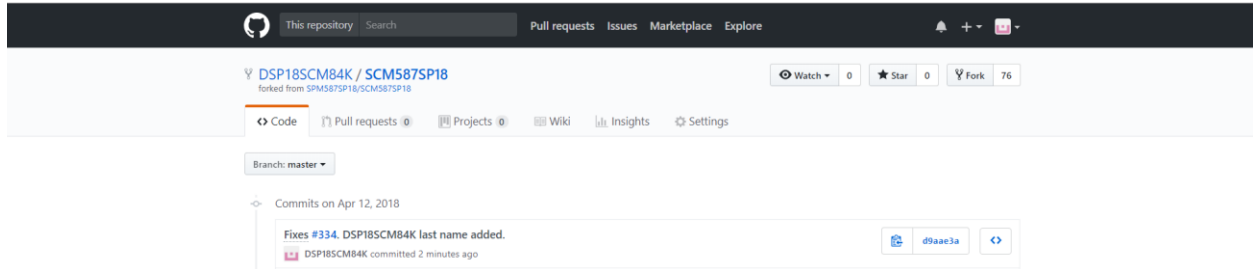 This repository Search Pull requests Issues Marketplace Explore
DSP18SCM84K / SCM587SP18 Watch 0 Star 0 Fork 76
forked from SPM587SP18/SCM587SP18
Code Pull requests 0 Projects 0 Wiki Insights Settings
Branch: master
Commits on Apr 12, 2018
Fixes #334. DSP18SCM84K last name added.
DSP18SCM84K committed 2 minutes ago d9aae3a